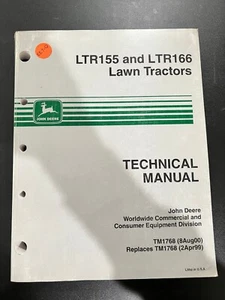 LTR155 and LTR166
Lawn Tractors
JOHN DEERE
TECHNICAL
MANUAL
John Deere
Worldwide Commercial and
Consumer Equipment Division
TM1768 (8Aug00)
Replaces TM1768 (2Apr99)
Litho in U.S.A.